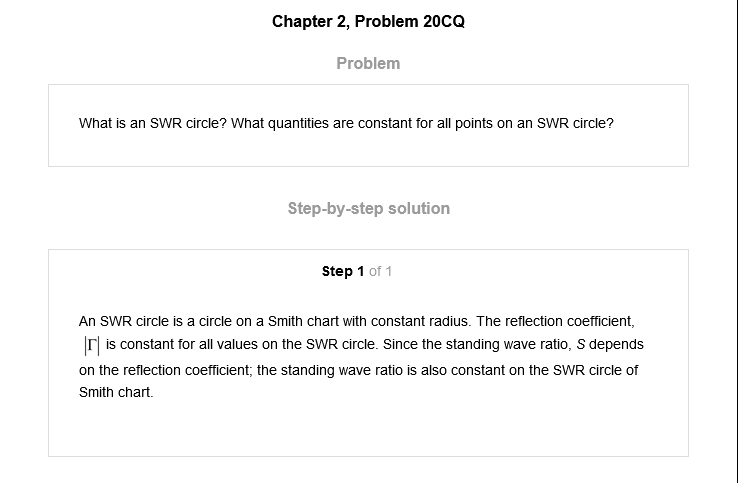 Chapter 2, Problem 20CQ
Problem
What is an SWR circle? What quantities are constant for all points on an SWR circle?
Step-by-step solution
Step 1 of 1
An SWR circle is a circle on a Smith chart with constant radius. The reflection coefficient,
|Γ| is constant for all values on the SWR circle. Since the standing wave ratio, S depends
on the reflection coefficient; the standing wave ratio is also constant on the SWR circle of
Smith chart.